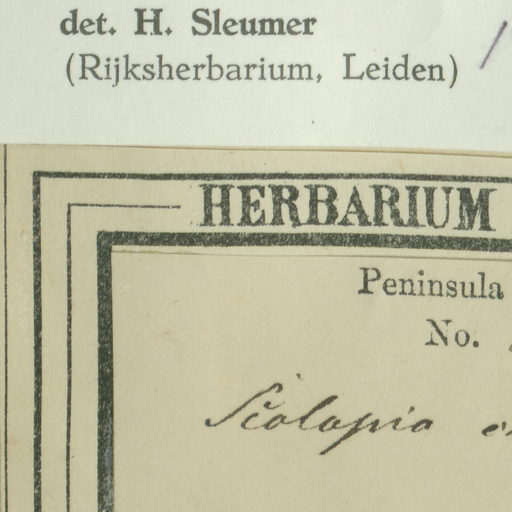 det. H. Sleumer
(Rijksherbarium, Leiden)
HERBARIUM
Peninsula
No.
Scolopia